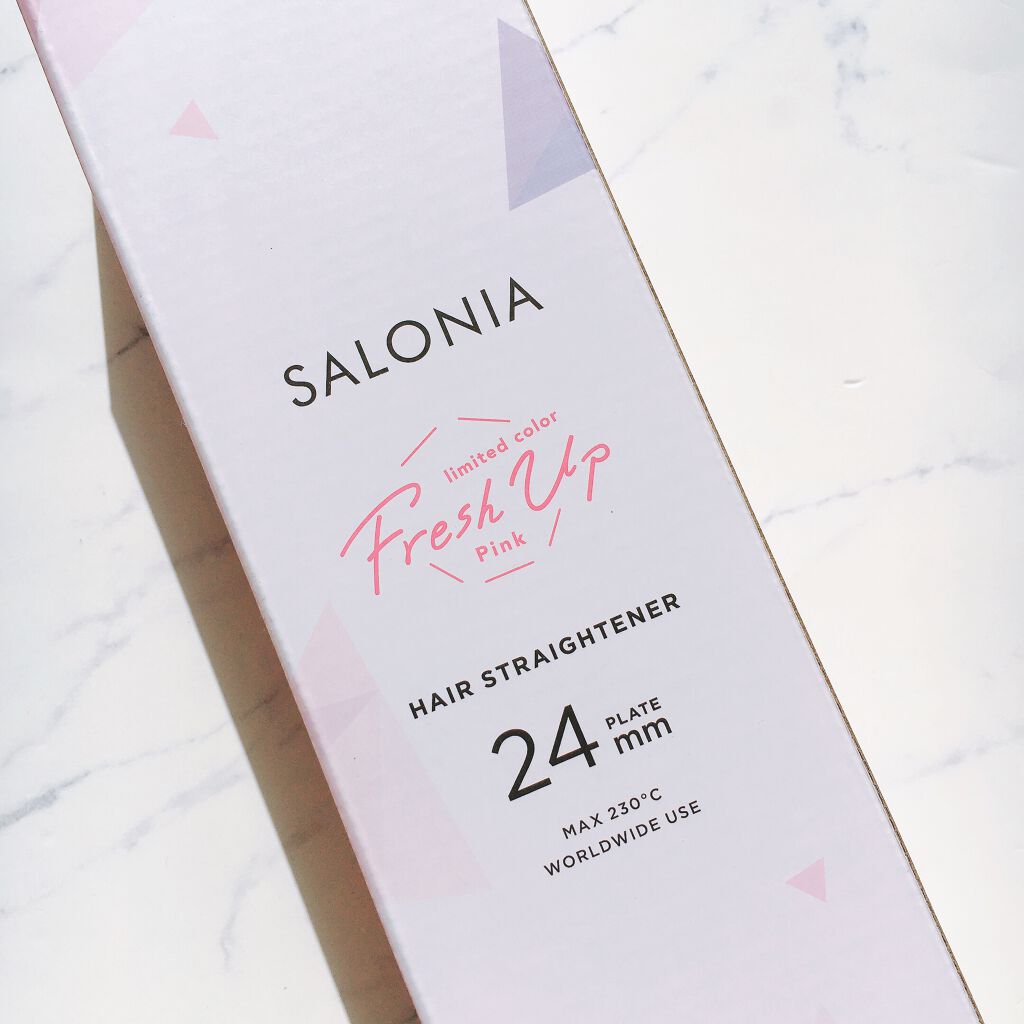 SALONIA
limited color
Fresh Up
Pink
HAIR STRAIGHTENER
24 PLATE mm
MAX 230°C
WORLDWIDE USE